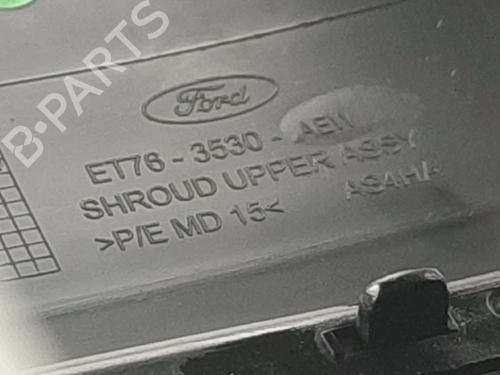 B-PARTS
Ford
ET76-3530-AEW
SHROUD UPPER ASSY
>P/E MD 15< AS4HA